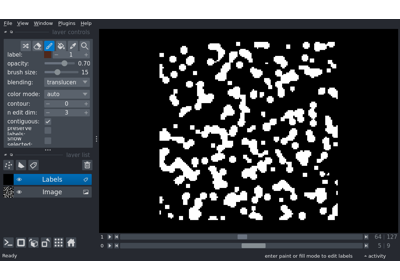 File View Window Plugins Help
layer controls
label: 1
opacity: 0.70
brush size: 15
blending: translucen
color mode: auto
contour: 0
n edit dim: 3
contiguous: ✓
preserve
labels:
show
selected:
layer list
Labels
Image
1 64 127
0 5 9
Ready enter paint or fill mode to edit labels activity